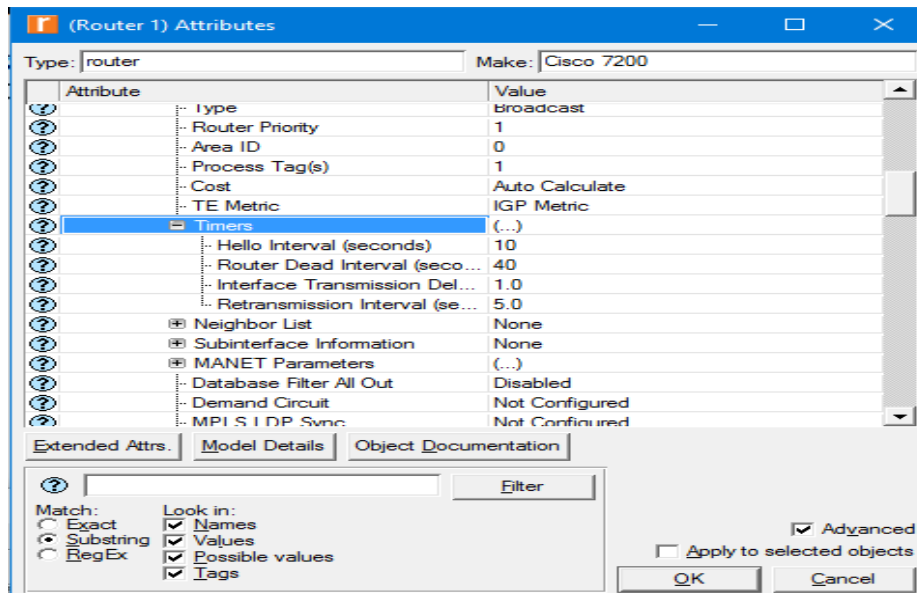 (Router 1) Attributes
Type: router Make: Cisco 7200
Attribute Value
Type Broadcast
Router Priority 1
Area ID 0
Process Tag(s) 1
Cost Auto Calculate
TE Metric IGP Metric
Timers (...)
Hello Interval (seconds) 10
Router Dead Interval (seco... 40
Interface Transmission Del... 1.0
Retransmission Interval (se... 5.0
Neighbor List None
Subinterface Information None
MANET Parameters (...)
Database Filter All Out Disabled
Demand Circuit Not Configured
MPLS LDP Sync Not Configured
Extended Attrs. Model Details Object Documentation
Filter
Match: Look in:
Exact Names
Substring Values
RegEx Possible values
Tags
Advanced
Apply to selected objects
OK Cancel